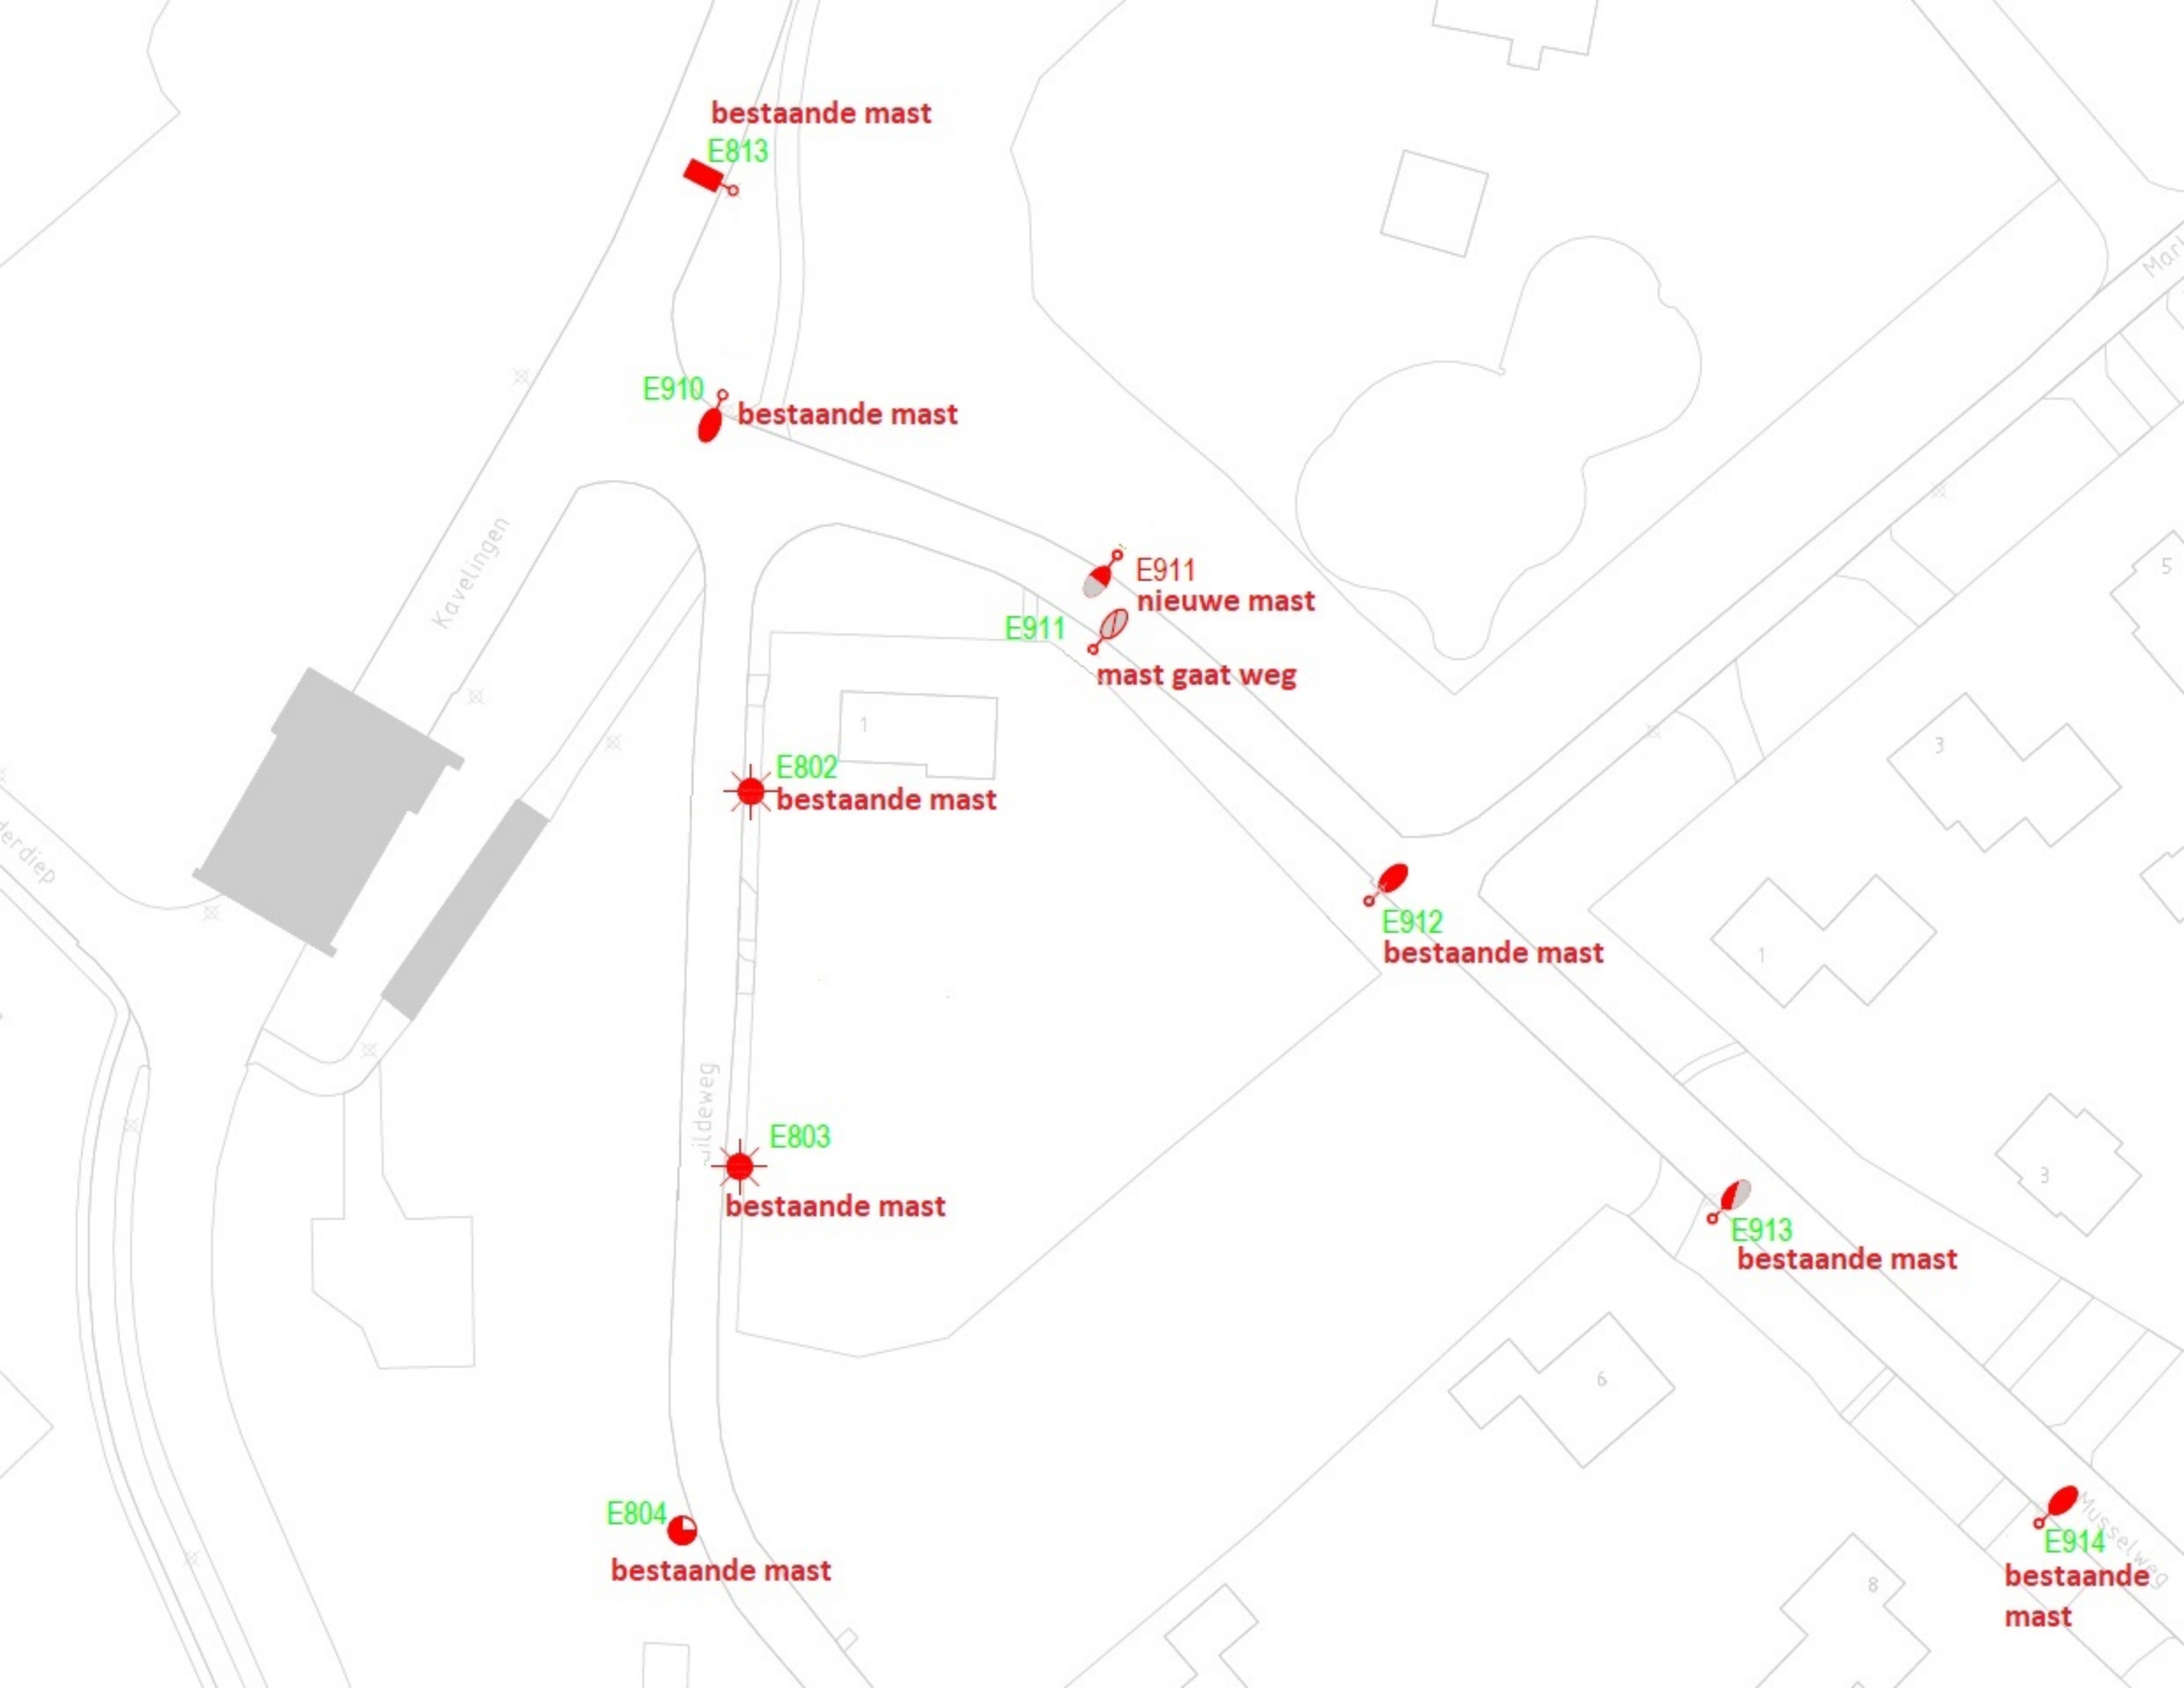 bestaande mast
E813
E910
bestaande mast
Kavelingen
E911
nieuwe mast
E911
mast gaat weg
5
1
E802
bestaande mast
3
E912
bestaande mast
1
E803
bestaande mast
3
E913
bestaande mast
6
E804
bestaande mast
E914
bestaande
mast
Musselweg
8